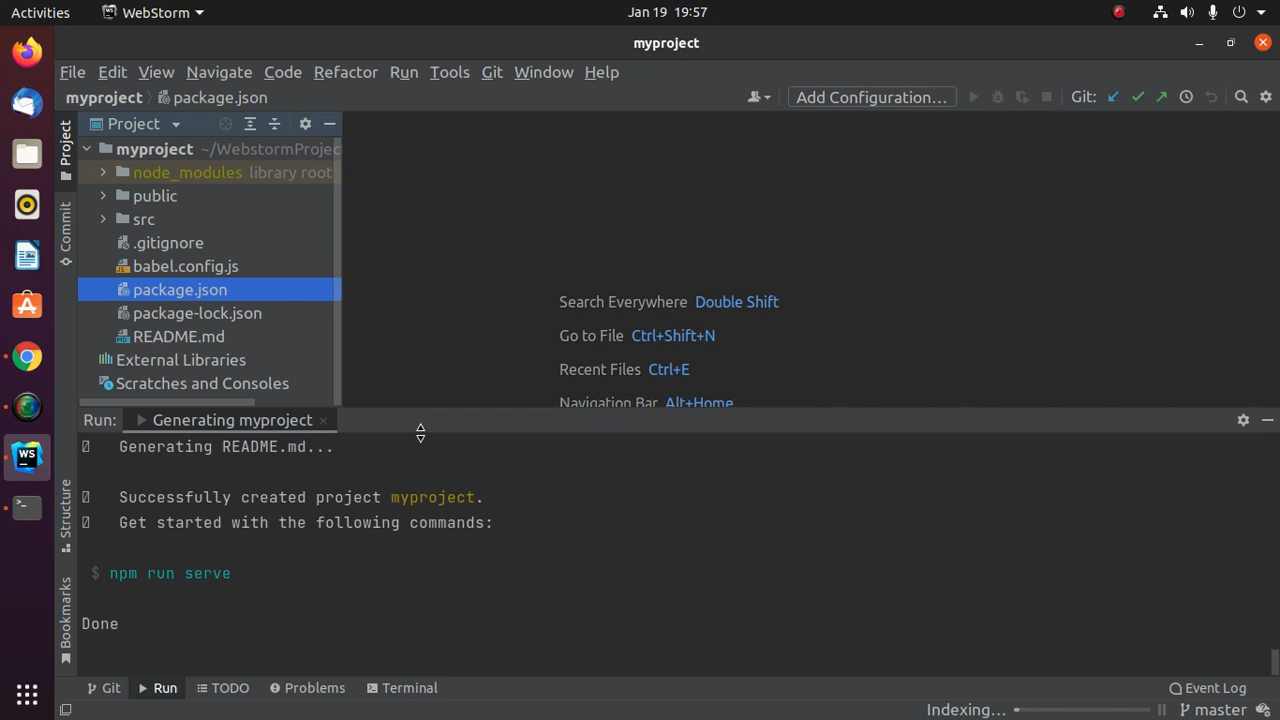 Activities WebStorm Jan 19 19:57
myproject
File Edit View Navigate Code Refactor Run Tools Git Window Help
myproject package.json Add Configuration... Git:
Project
Project
myproject ~/WebstormProjec
node_modules library root
public
src
.gitignore
babel.config.js
package.json
package-lock.json
README.md
External Libraries
Scratches and Consoles
Commit
Structure
Bookmarks
Search Everywhere Double Shift
Go to File Ctrl+Shift+N
Recent Files Ctrl+E
Navigation Bar Alt+Home
Run: Generating myproject
Generating README.md...
Successfully created project myproject.
Get started with the following commands:
$ npm run serve
Done
Git Run TODO Problems Terminal Event Log
Indexing... master